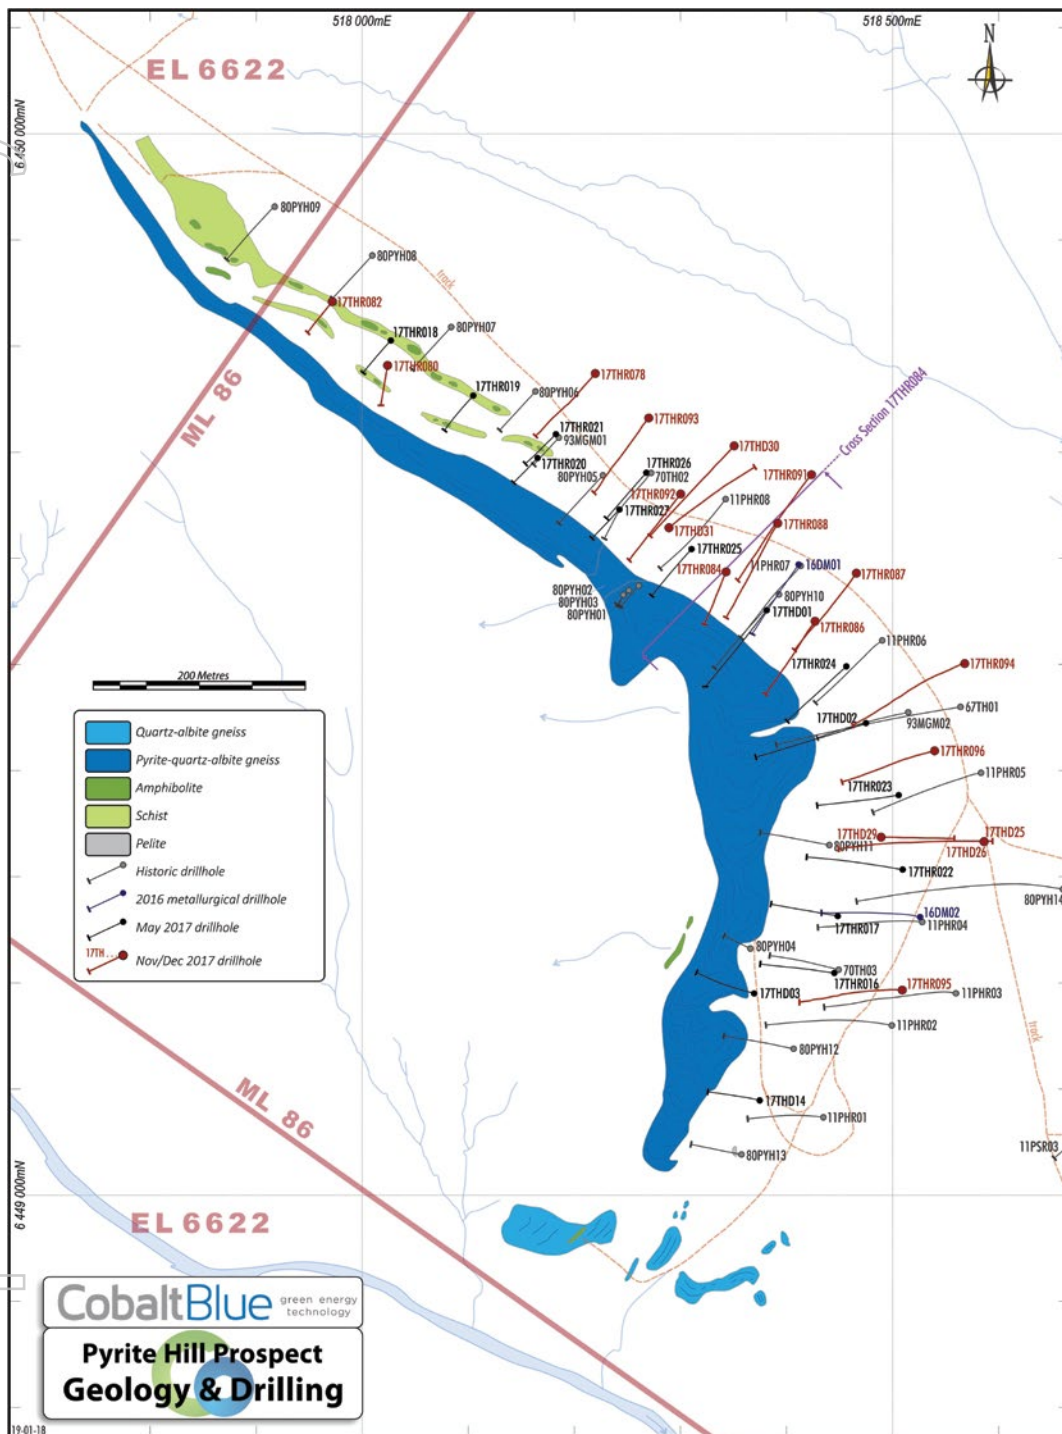 518 000mE
518 500mE
EL 6622
N
6 450 000mN
80PYH09
80PYH08
track
17THR082
80PYH07
17THR018
17THR080
ML 86
17THR019
80PYH06
17THR078
Cross Section 17THR084
17THR021
93MGM01
17THR093
17THR020
80PYH05
17THD30
17THR026
70TH02
17THR091
17THR092
11PHR08
17THR027
17THD31
17THR088
17THR025
17THR084
11PHR07
16DM01
17THR087
80PYH02
80PYH03
80PYH01
80PYH10
17THD01
17THR086
11PHR06
17THR024
17THR094
67TH01
17THD02
93MGM02
17THR096
11PHR05
17THR023
17THD29
17THD25
80PYH11
17THD26
17THR022
80PYH14
16DM02
17THR017
11PHR04
80PYH04
70TH03
17THR016
17THR095
17THD03
11PHR03
11PHR02
80PYH12
track
17THD14
11PHR01
80PYH13
11PSR03
200 Metres
Quartz-albite gneiss
Pyrite-quartz-albite gneiss
Amphibolite
Schist
Pelite
Historic drillhole
2016 metallurgical drillhole
May 2017 drillhole
17TH... Nov/Dec 2017 drillhole
ML 86
6 449 000mN
EL 6622
CobaltBlue green energy
technology
Pyrite Hill Prospect
Geology & Drilling
19-01-18